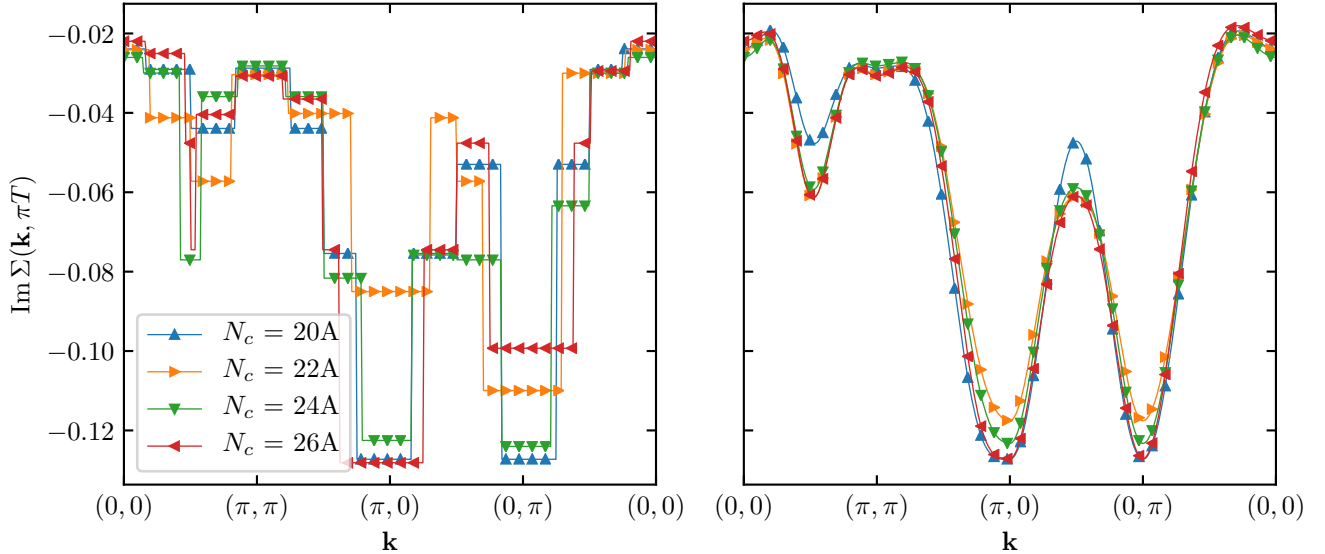 Im Σ(k, πT)
−0.02
−0.04
−0.06
−0.08
−0.10
−0.12
N_c = 20A
N_c = 22A
N_c = 24A
N_c = 26A
(0, 0) (π, π) (π, 0) (0, π) (0, 0)
k
(0, 0) (π, π) (π, 0) (0, π) (0, 0)
k